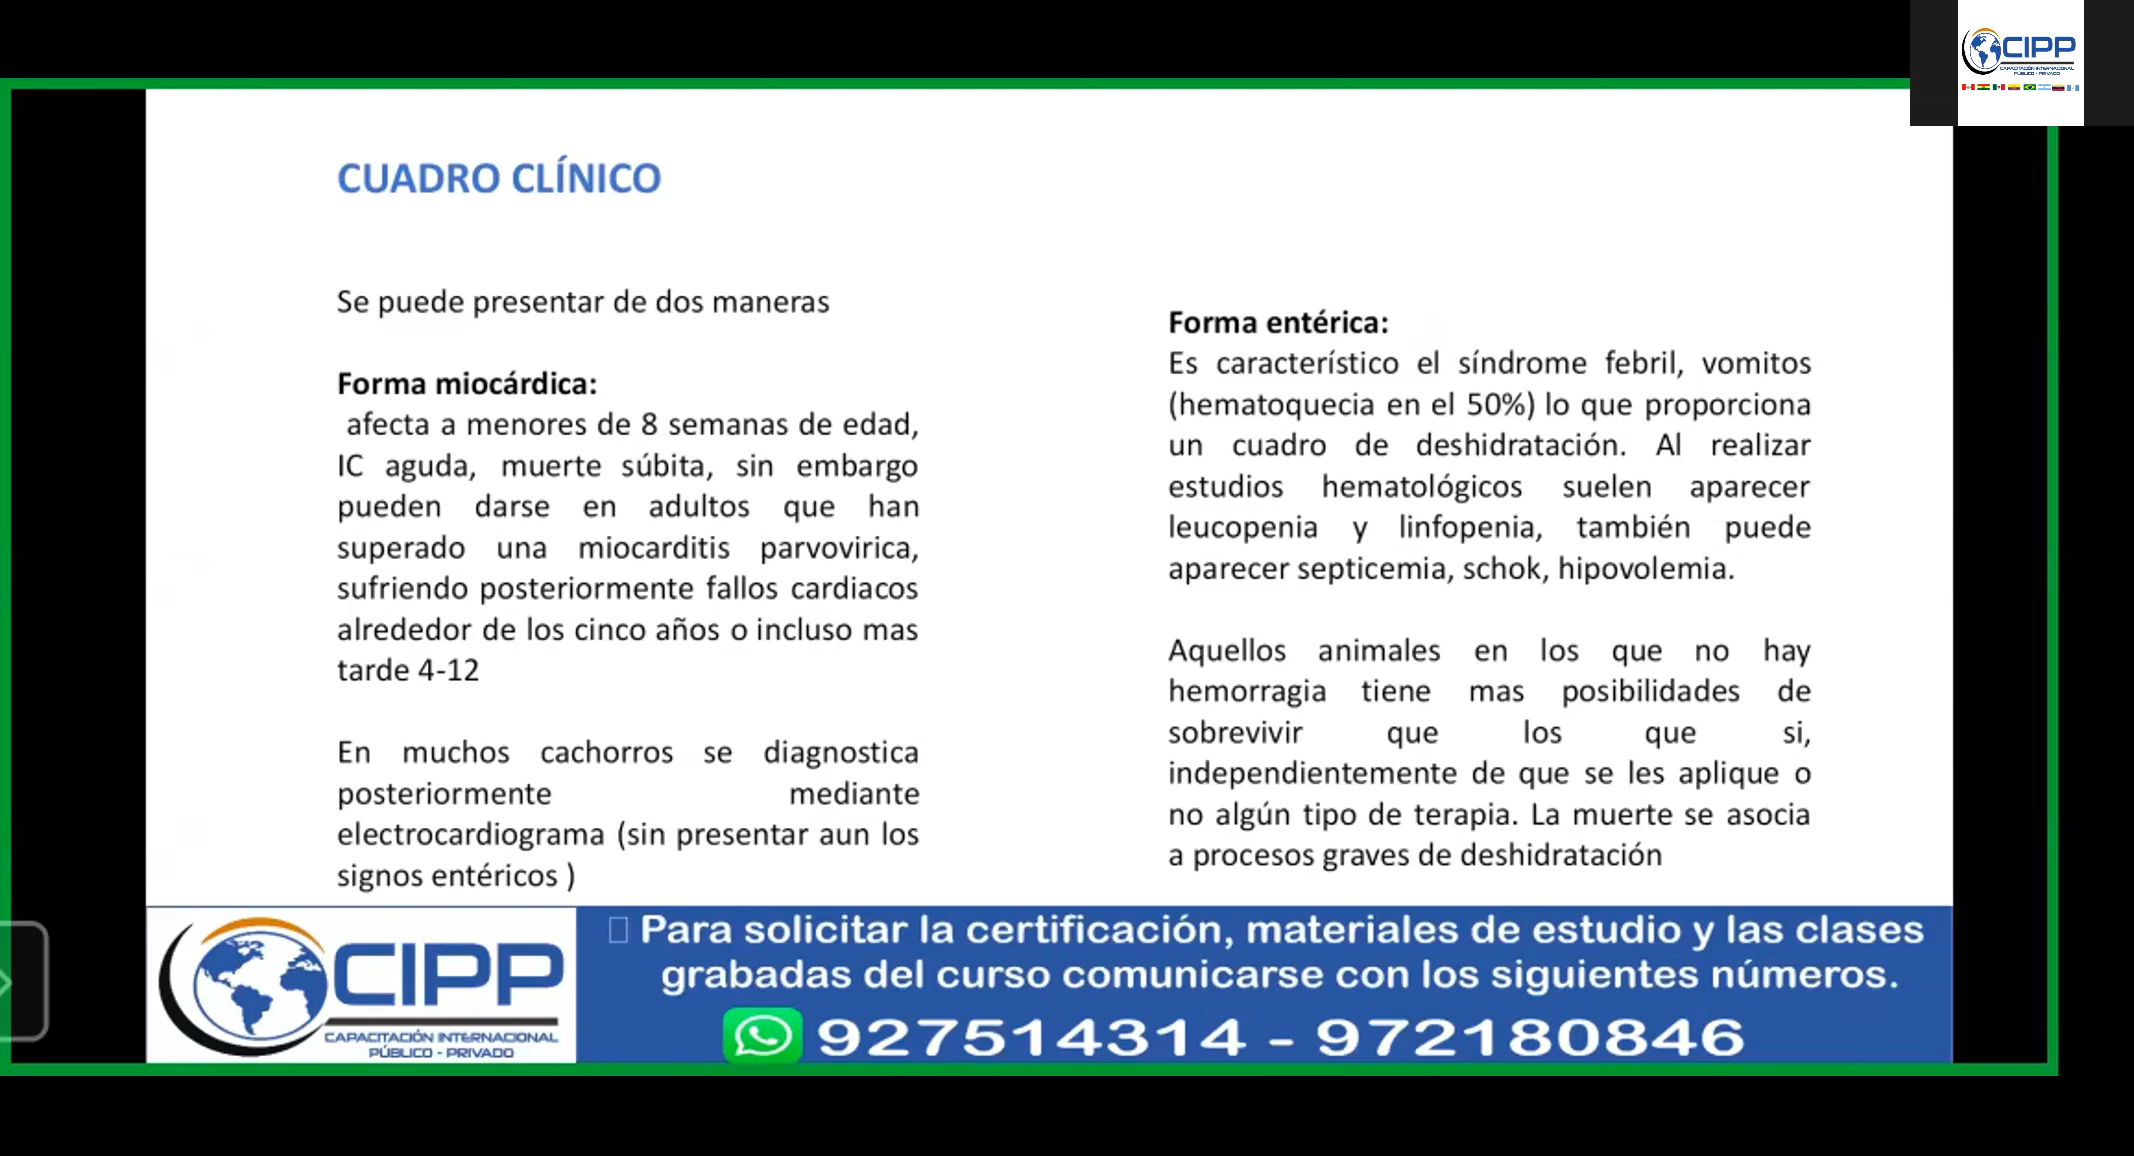 CIPP
CAPACITACIÓN INTERNACIONAL
PÚBLICO - PRIVADO
CUADRO CLÍNICO
Se puede presentar de dos maneras
Forma miocárdica:
afecta a menores de 8 semanas de edad,
IC aguda, muerte súbita, sin embargo
pueden darse en adultos que han
superado una miocarditis parvovirica,
sufriendo posteriormente fallos cardiacos
alrededor de los cinco años o incluso mas
tarde 4-12
En muchos cachorros se diagnostica
posteriormente mediante
electrocardiograma (sin presentar aun los
signos entéricos )
Forma entérica:
Es característico el síndrome febril, vomitos
(hematoquecia en el 50%) lo que proporciona
un cuadro de deshidratación. Al realizar
estudios hematológicos suelen aparecer
leucopenia y linfopenia, también puede
aparecer septicemia, schok, hipovolemia.
Aquellos animales en los que no hay
hemorragia tiene mas posibilidades de
sobrevivir que los que si,
independientemente de que se les aplique o
no algún tipo de terapia. La muerte se asocia
a procesos graves de deshidratación
CIPP
CAPACITACIÓN INTERNACIONAL
PÚBLICO - PRIVADO
Para solicitar la certificación, materiales de estudio y las clases
grabadas del curso comunicarse con los siguientes números.
927514314 - 972180846